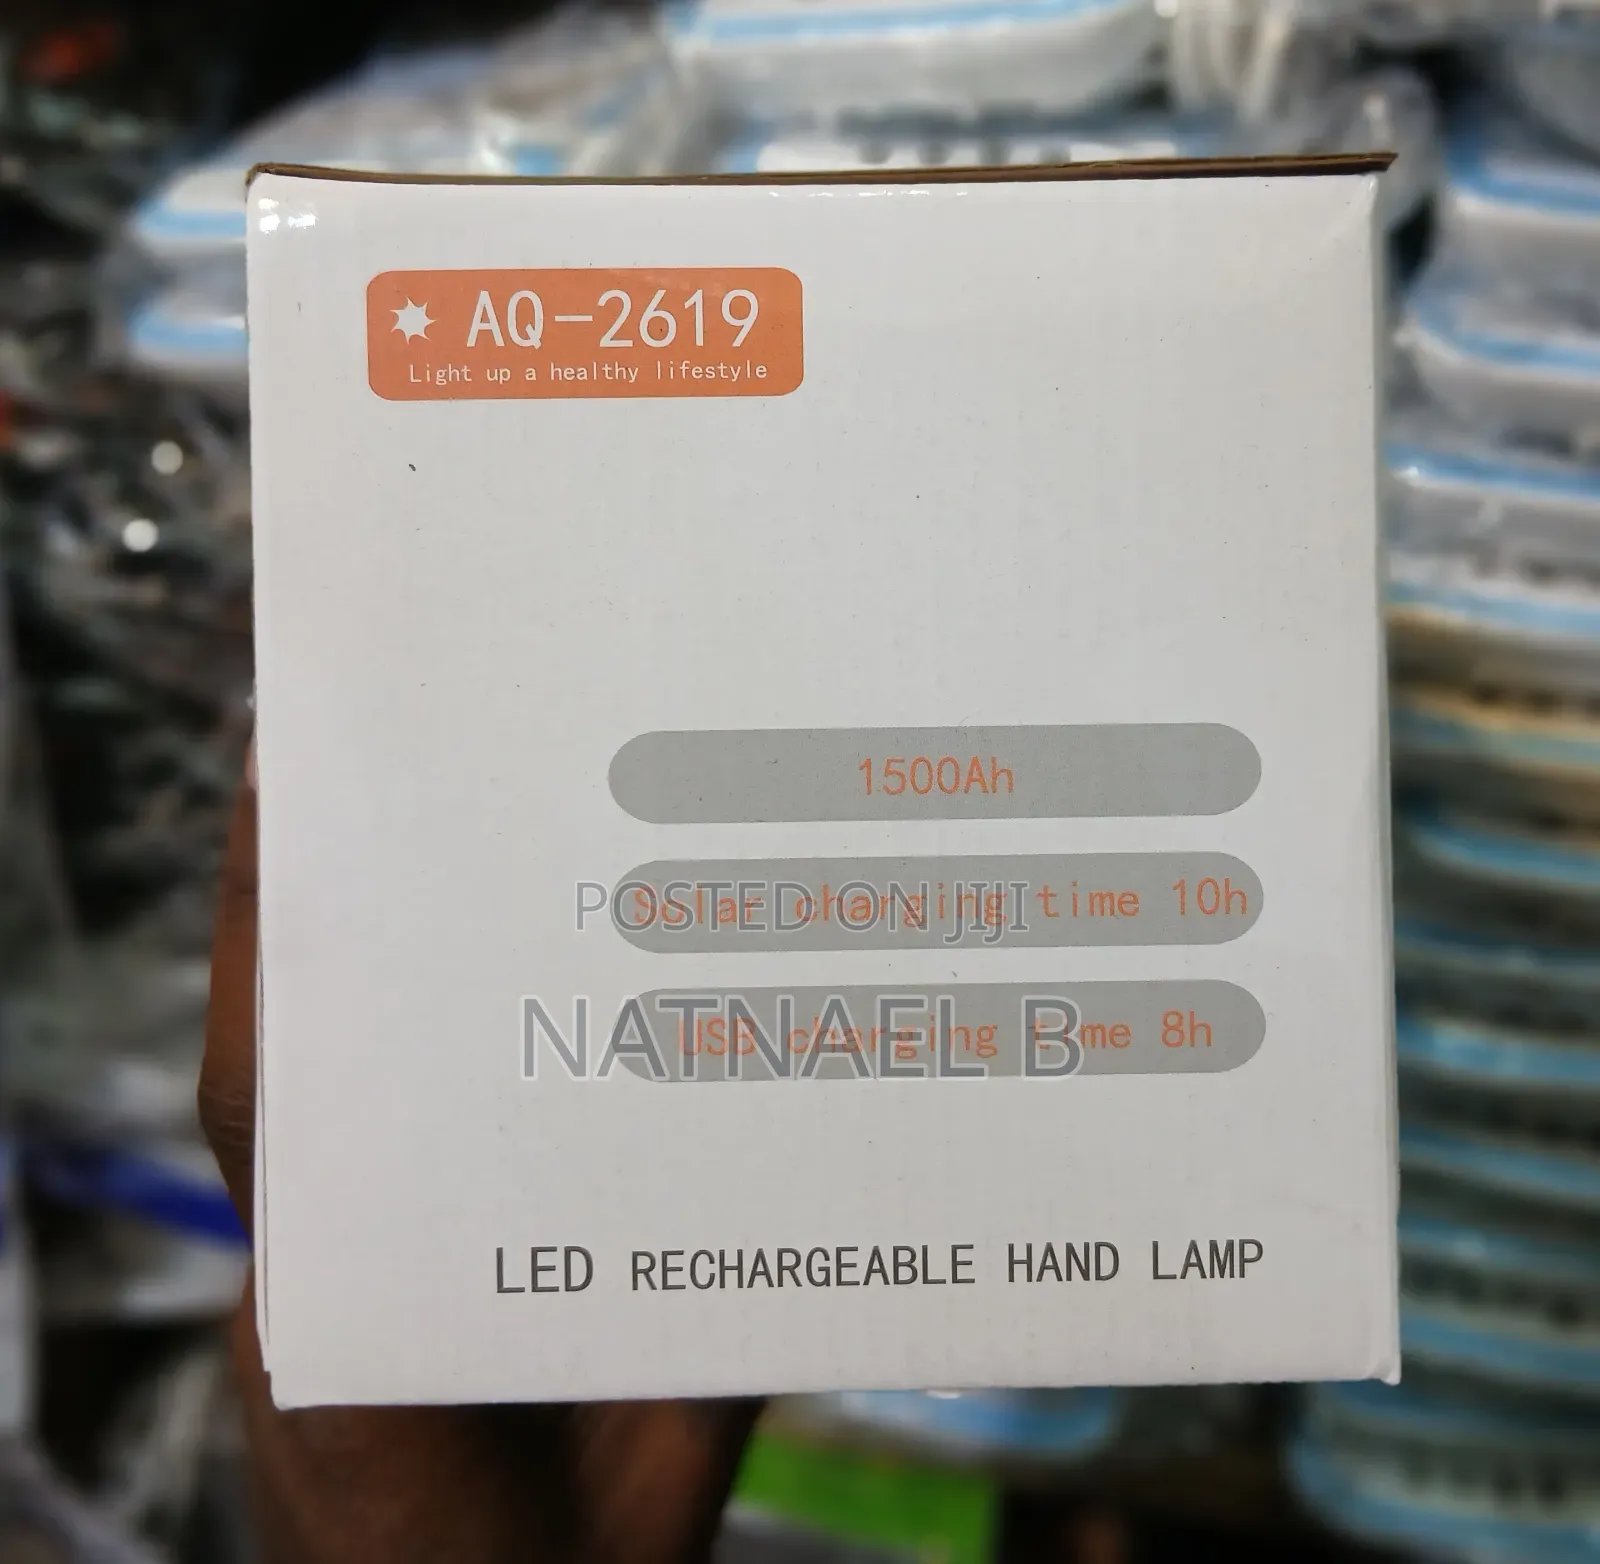 AQ-2619
Light up a healthy lifestyle
1500Ah
Solar charging time 10h
POSTED ON JIJI
USB charging time 8h
NATNAEL B
LED RECHARGEABLE HAND LAMP